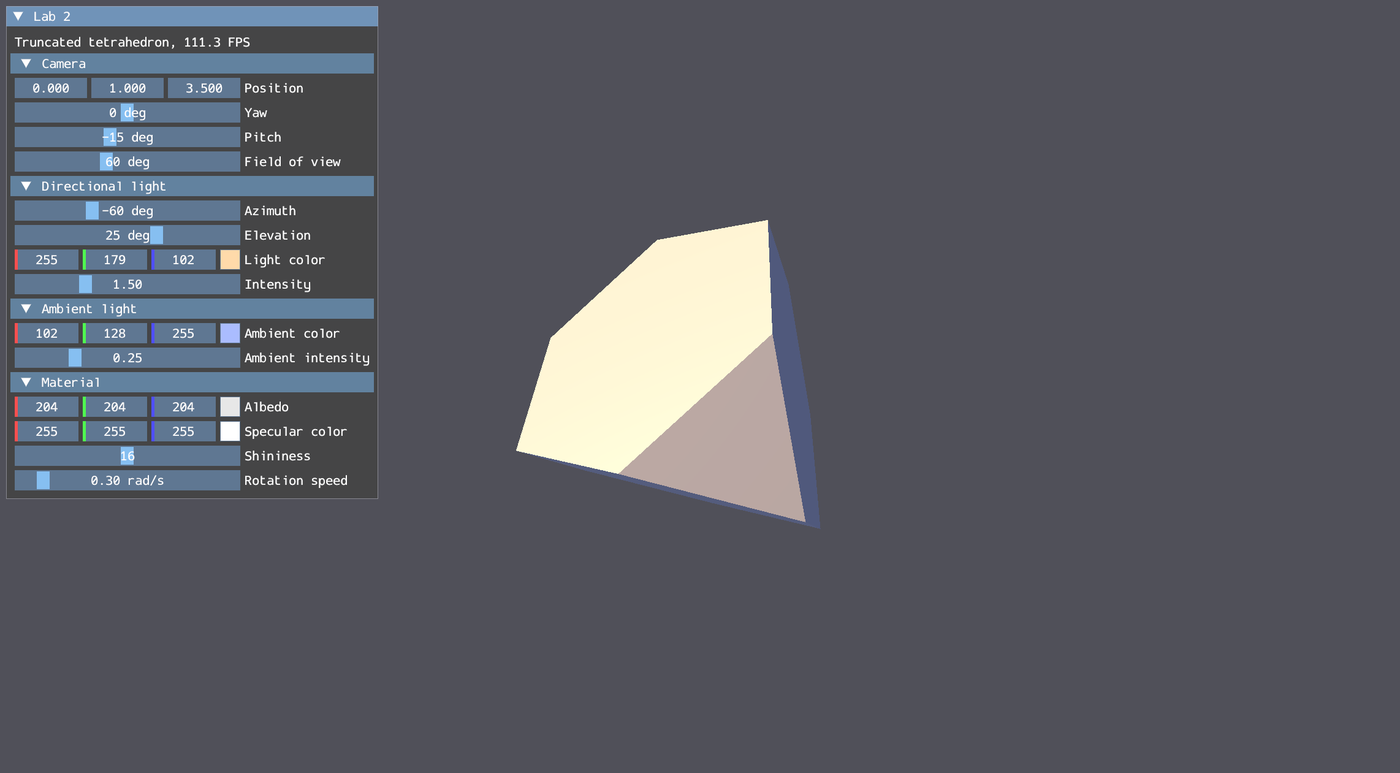 Lab 2
Truncated tetrahedron, 111.3 FPS
Camera
0.000 1.000 3.500 Position
0 deg Yaw
-15 deg Pitch
60 deg Field of view
Directional light
-60 deg Azimuth
25 deg Elevation
255 179 102 Light color
1.50 Intensity
Ambient light
102 128 255 Ambient color
0.25 Ambient intensity
Material
204 204 204 Albedo
255 255 255 Specular color
16 Shininess
0.30 rad/s Rotation speed